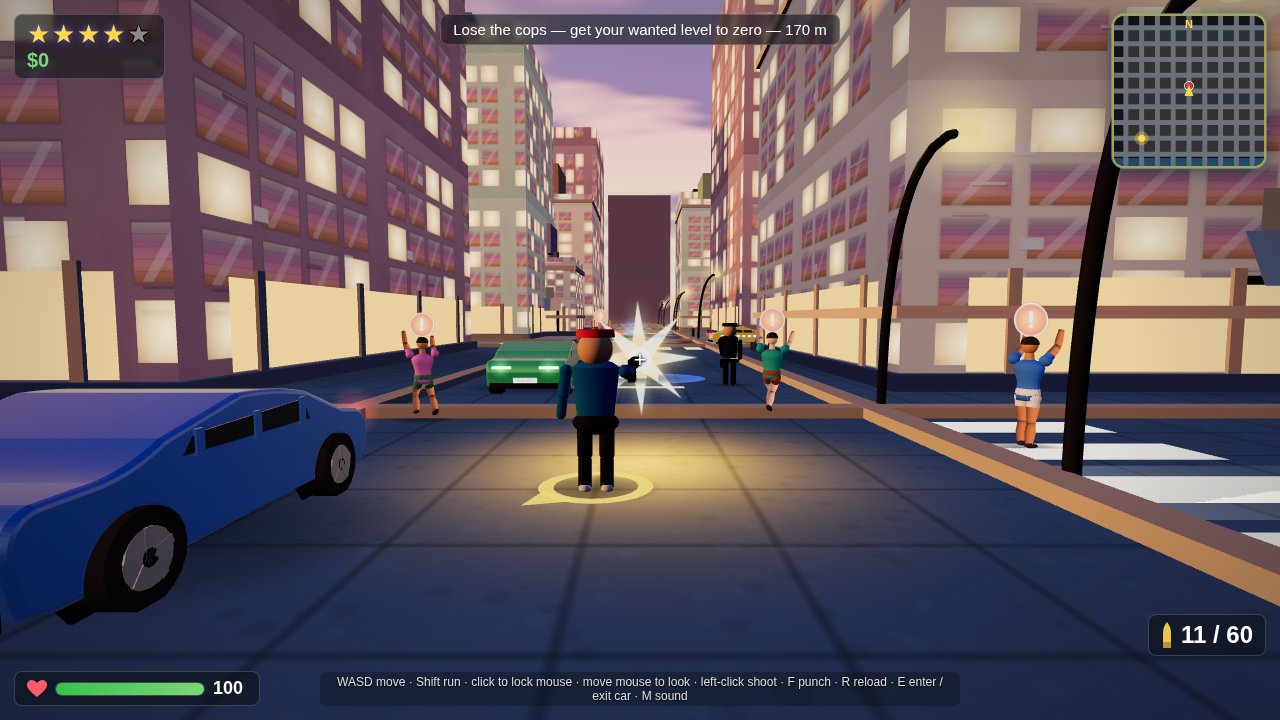 $0
Lose the cops — get your wanted level to zero — 170 m
N
!
!
!
100
WASD move · Shift run · click to lock mouse · move mouse to look · left-click shoot · F punch · R reload · E enter /
exit car · M sound
11 / 60